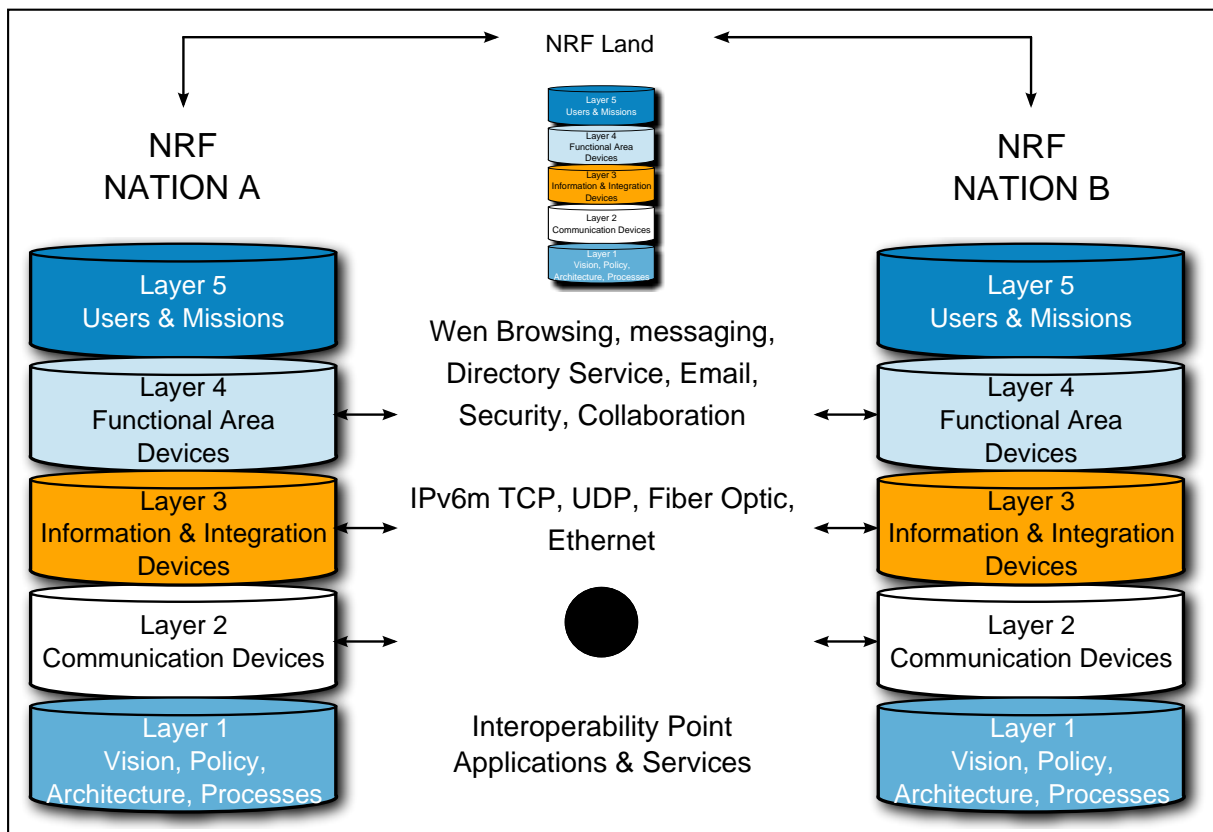 NRF Land
Layer 5
Users & Missions
Layer 4
Functional Area
Devices
Layer 3
Information & Integration
Devices
Layer 2
Communication Devices
Layer 1
Vision, Policy,
Architecture, Processes
NRF
NATION A
Layer 5
Users & Missions
Layer 4
Functional Area
Devices
Layer 3
Information & Integration
Devices
Layer 2
Communication Devices
Layer 1
Vision, Policy,
Architecture, Processes
Wen Browsing, messaging,
Directory Service, Email,
Security, Collaboration
IPv6m TCP, UDP, Fiber Optic,
Ethernet
Interoperability Point
Applications & Services
NRF
NATION B
Layer 5
Users & Missions
Layer 4
Functional Area
Devices
Layer 3
Information & Integration
Devices
Layer 2
Communication Devices
Layer 1
Vision, Policy,
Architecture, Processes